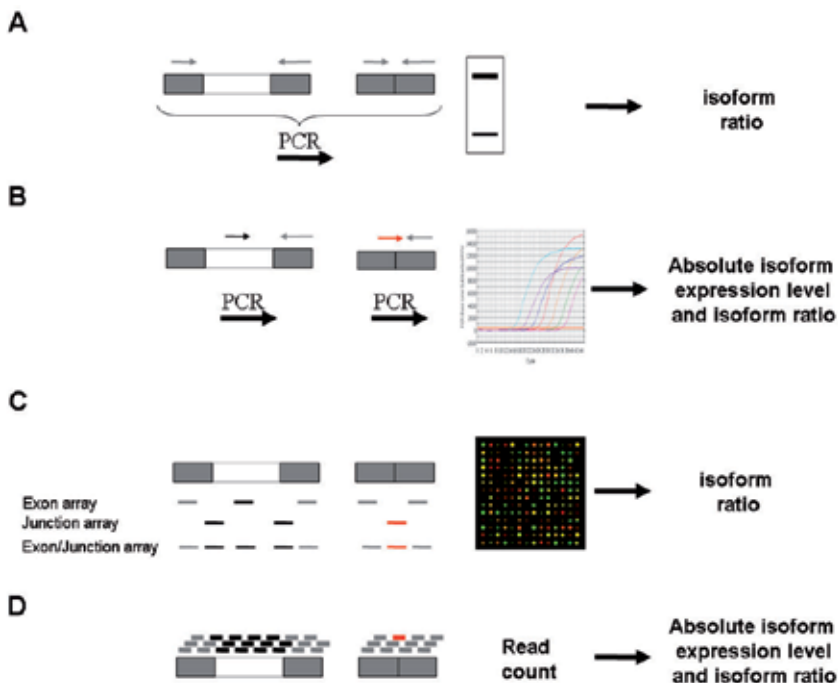 A
PCR
isoform
ratio
B
PCR
PCR
Absolute isoform
expression level
and isoform ratio
C
Exon array
Junction array
Exon/Junction array
isoform
ratio
D
Read
count
Absolute isoform
expression level
and isoform ratio